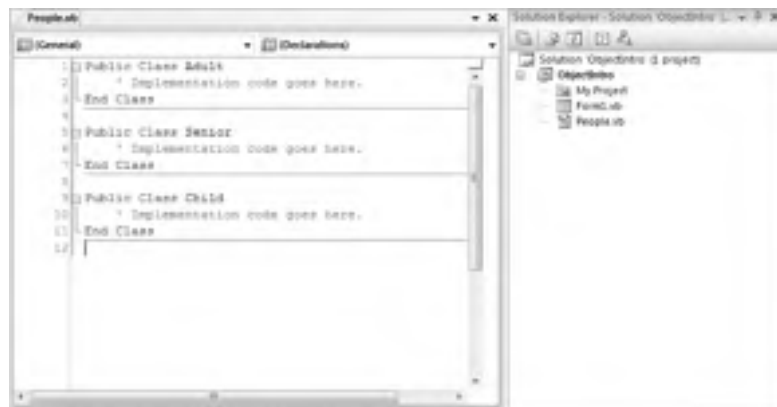 People.vb
Solution Explorer - Solution 'ObjectIntro' (...
(General)
(Declarations)
1 Public Class Adult
2 ' Implementation code goes here.
3 End Class
4
5 Public Class Senior
6 ' Implementation code goes here.
7 End Class
8
9 Public Class Child
10 ' Implementation code goes here.
11 End Class
12
Solution 'ObjectIntro' (1 project)
ObjectIntro
My Project
Form1.vb
People.vb